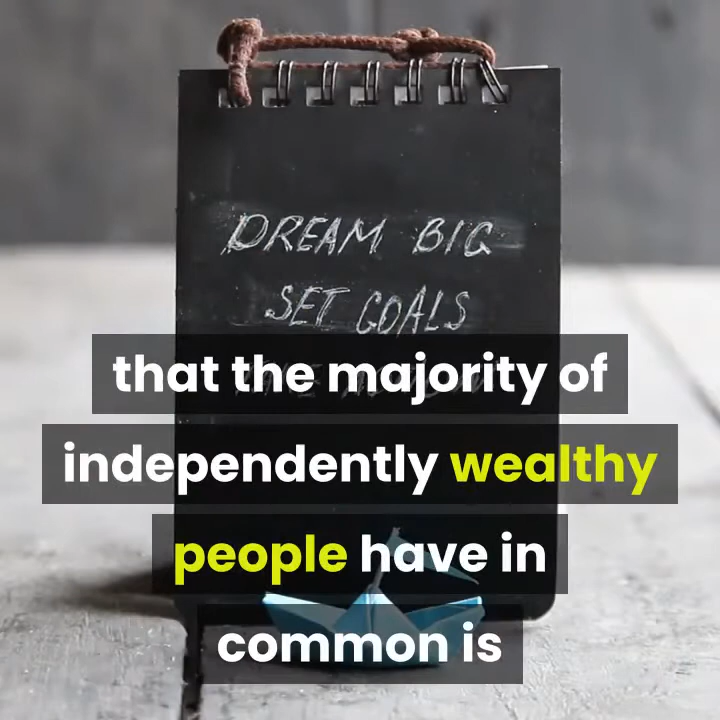 DREAM BIG
SET GOALS
that the majority of
independently wealthy
people have in
common is